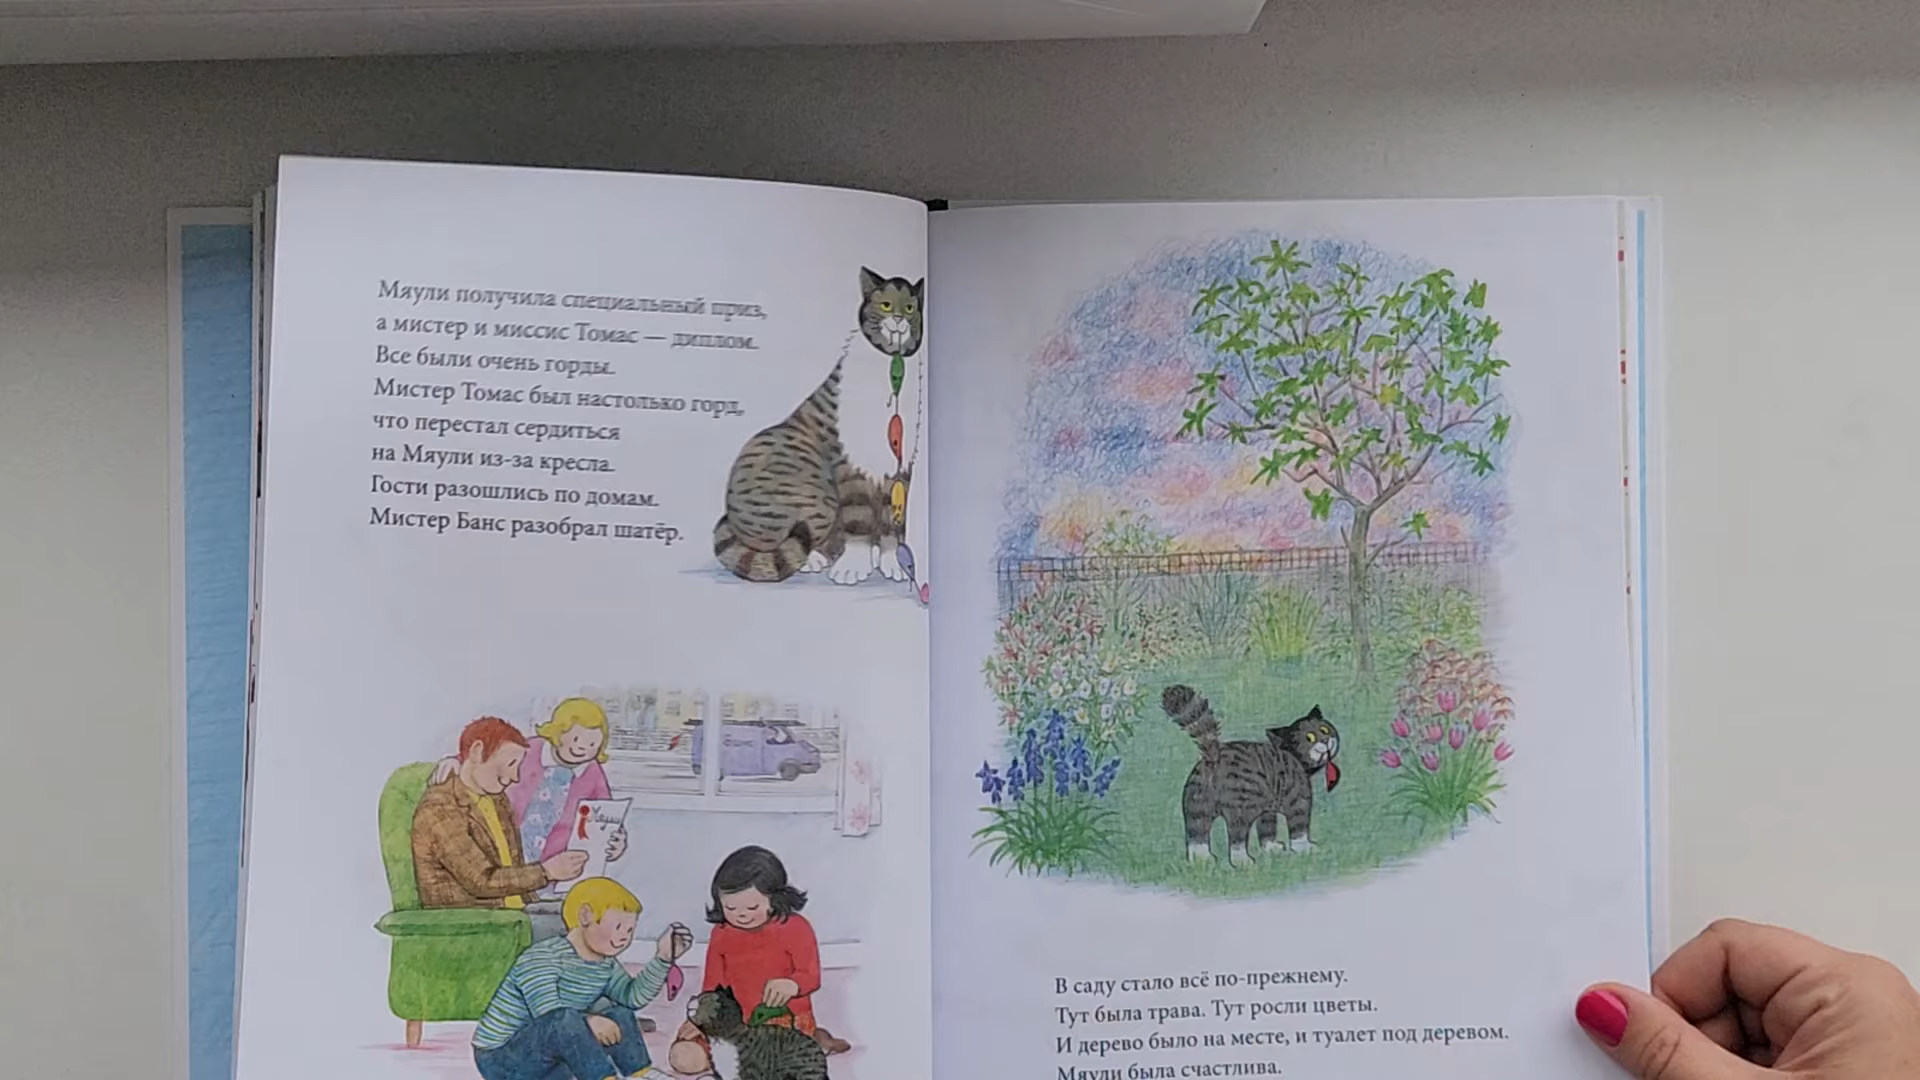 Мяули получила специальный приз,
а мистер и миссис Томас — диплом.
Все были очень горды.
Мистер Томас был настолько горд,
что перестал сердиться
на Мяули из-за кресла.
Гости разошлись по домам.
Мистер Банс разобрал шатёр.
В саду стало всё по-прежнему.
Тут была трава. Тут росли цветы.
И дерево было на месте, и туалет под деревом.
Мяули была счастлива.